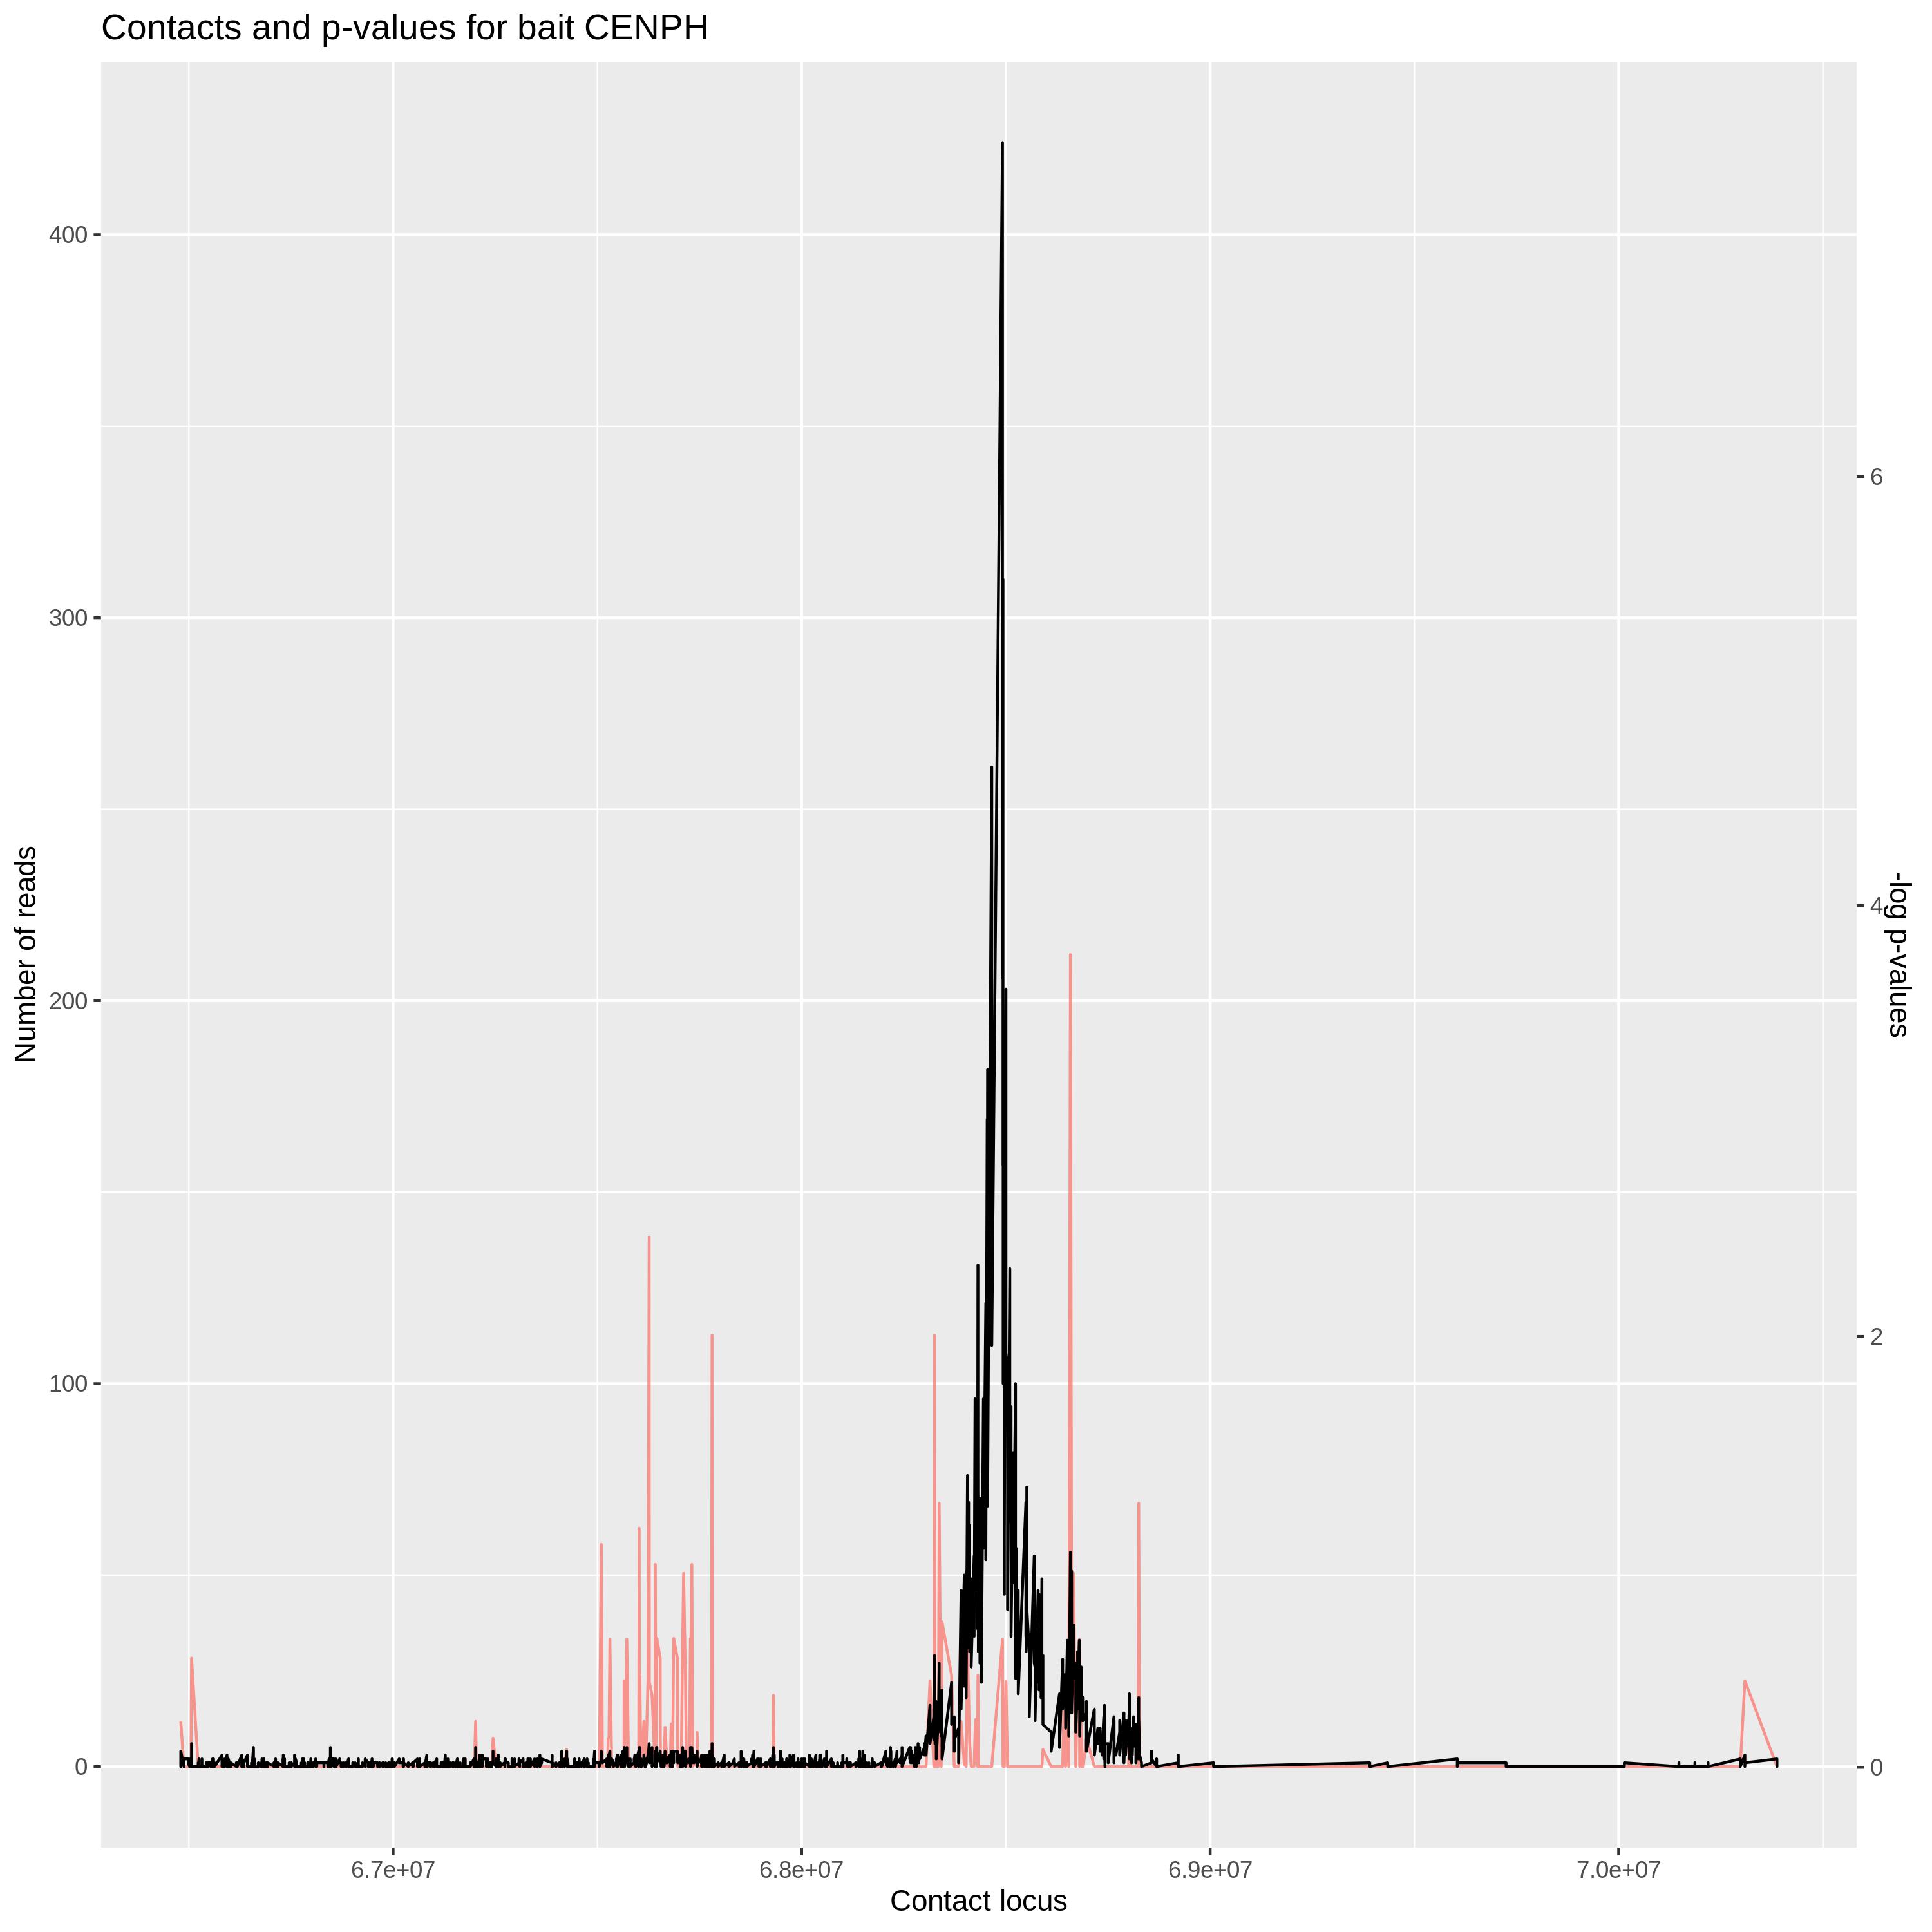 Contacts and p-values for bait CENPH
400
300
200
100
0
Number of reads
6
4
2
0
-log p-values
6.7e+07
6.8e+07
6.9e+07
7.0e+07
Contact locus